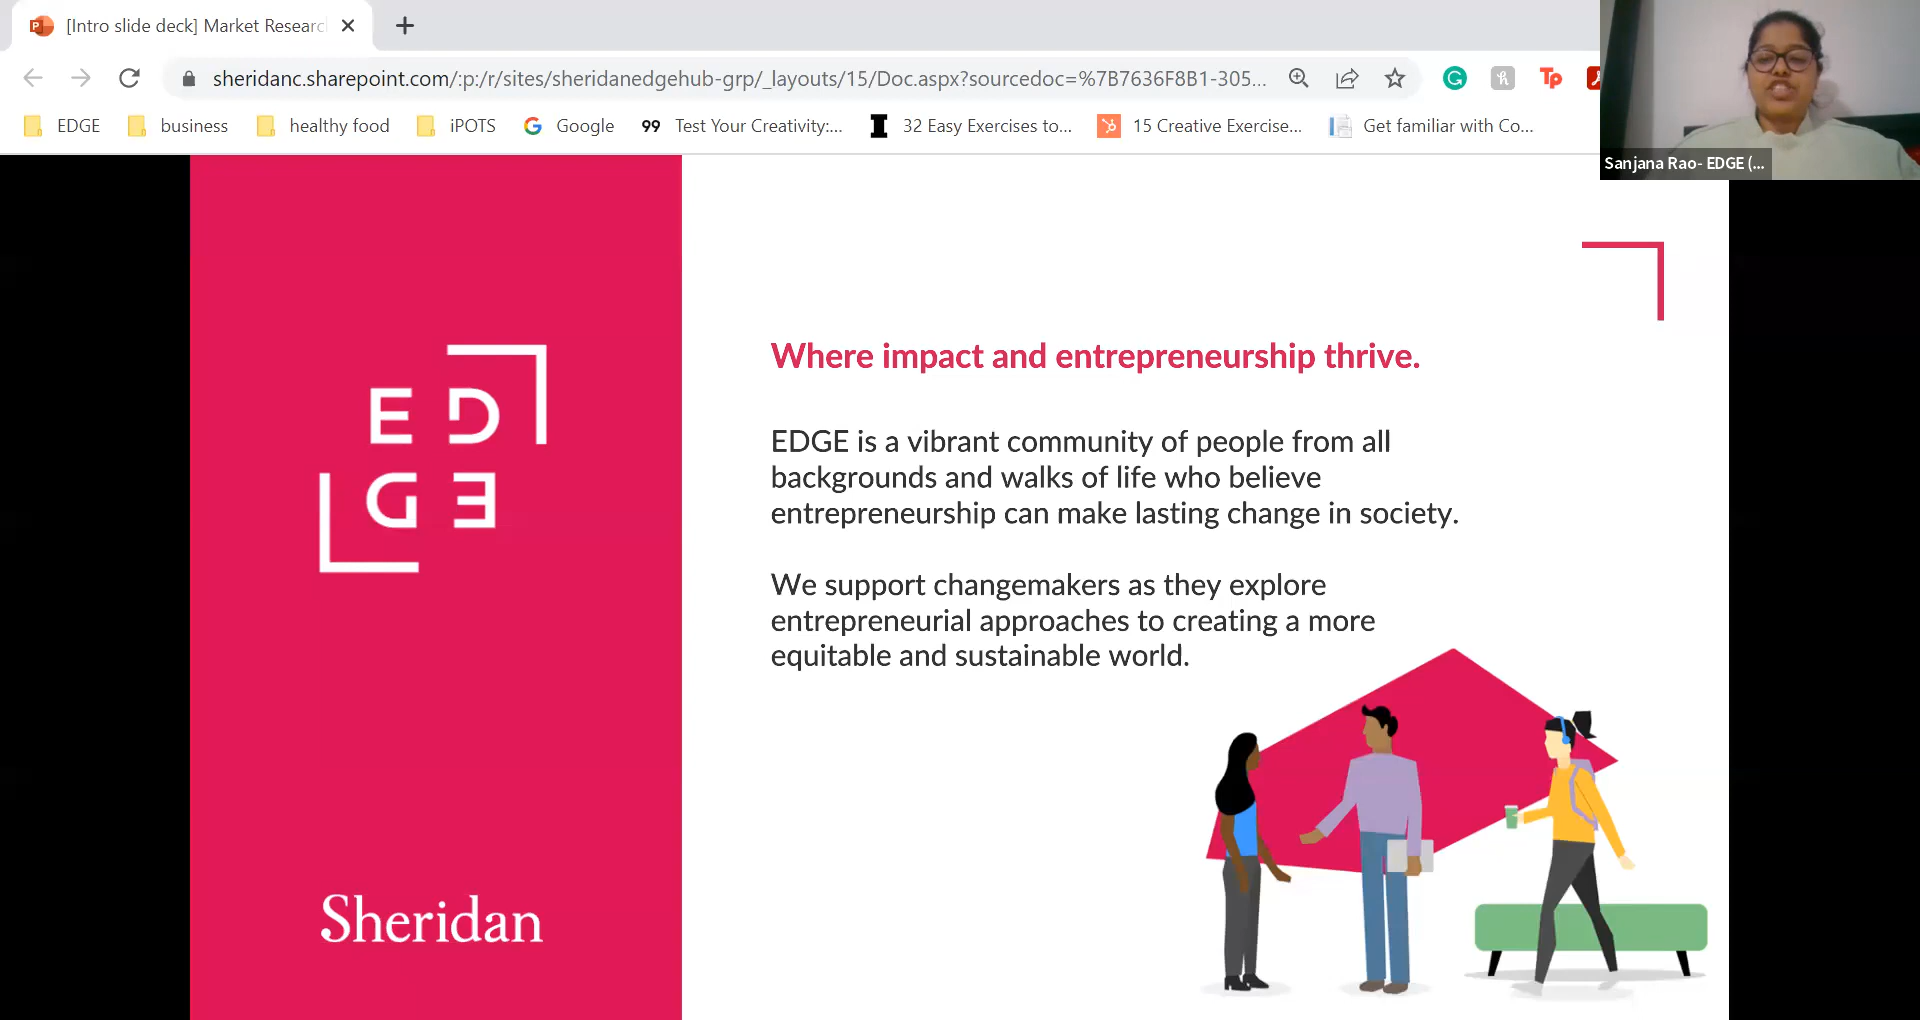 [Intro slide deck] Market Researc
sheridanc.sharepoint.com/:p:/r/sites/sheridanedgehub-grp/_layouts/15/Doc.aspx?sourcedoc=%7B7636F8B1-305...
EDGE business healthy food iPOTS Google 99 Test Your Creativity:... 32 Easy Exercises to... 15 Creative Exercise... Get familiar with Co...
Sanjana Rao- EDGE (...
ED
GE
Sheridan
Where impact and entrepreneurship thrive.
EDGE is a vibrant community of people from all
backgrounds and walks of life who believe
entrepreneurship can make lasting change in society.
We support changemakers as they explore
entrepreneurial approaches to creating a more
equitable and sustainable world.